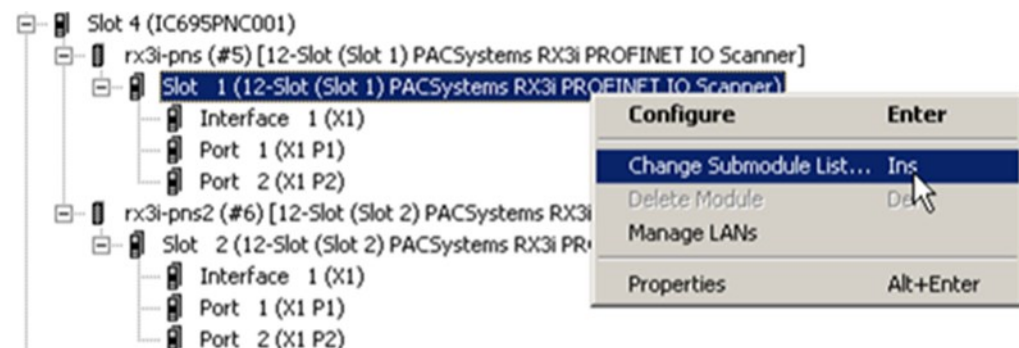 Slot 4 (IC695PNC001)
rx3i-pns (#5) [12-Slot (Slot 1) PACSystems RX3i PROFINET IO Scanner]
Slot 1 (12-Slot (Slot 1) PACSystems RX3i PROFINET IO Scanner)
Interface 1 (X1)
Port 1 (X1 P1)
Port 2 (X1 P2)
rx3i-pns2 (#6) [12-Slot (Slot 2) PACSystems RX3i
Slot 2 (12-Slot (Slot 2) PACSystems RX3i
Interface 1 (X1)
Port 1 (X1 P1)
Port 2 (X1 P2)
Configure Enter
Change Submodule List... Ins
Delete Module
Manage LANs
Properties Alt+Enter